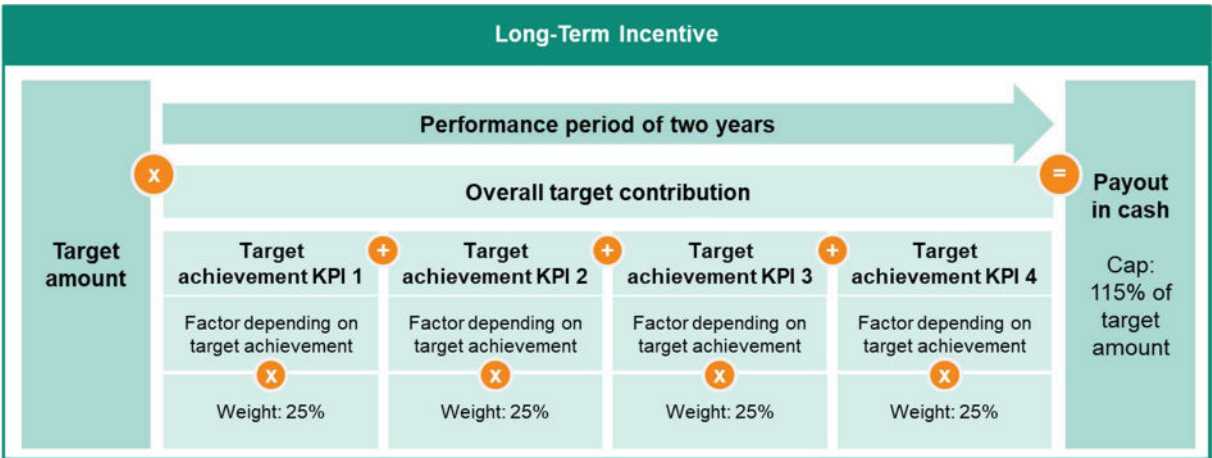 Long-Term Incentive
Performance period of two years
x
=
Overall target contribution
Target
amount
Target
achievement KPI 1
+
Target
achievement KPI 2
+
Target
achievement KPI 3
+
Target
achievement KPI 4
Factor depending on
target achievement
Factor depending on
target achievement
Factor depending on
target achievement
Factor depending on
target achievement
x
x
x
x
Weight: 25%
Weight: 25%
Weight: 25%
Weight: 25%
Payout
in cash
Cap:
115% of
target
amount